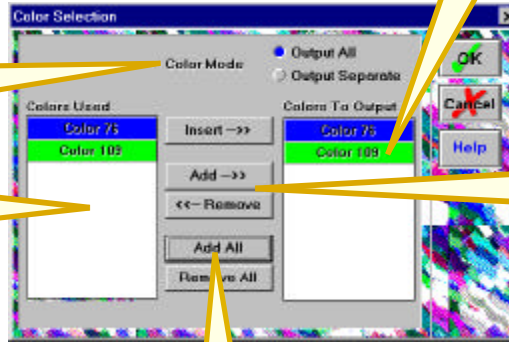 Color Selection
Color Mode
Output All
Output Separate
OK
Cancel
Help
Colors Used
Color 76
Color 109
Insert -->>
Add -->>
<<-- Remove
Add All
Remove All
Colors To Output
Color 76
Color 109